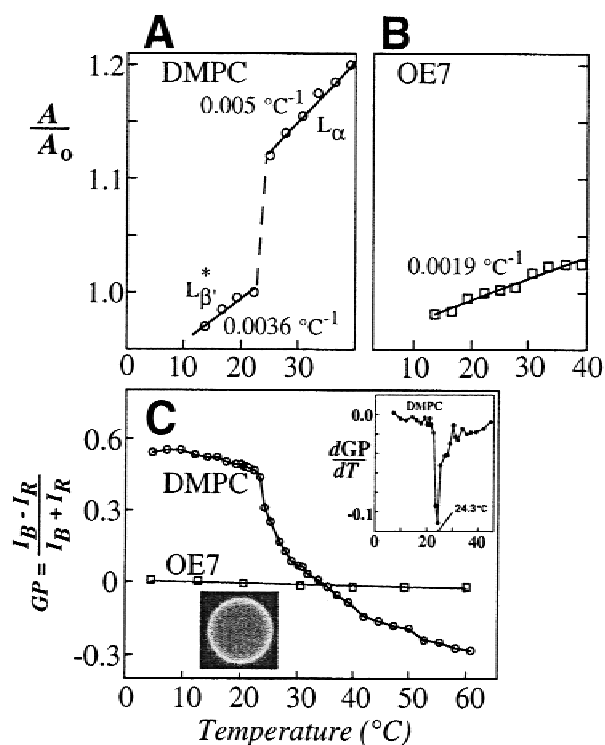 A
B
DMPC
OE7
A
A₀
1.2
1.1
1.0
0.005 °C⁻¹
Lα
*
Lβ'
0.0036 °C⁻¹
0.0019 °C⁻¹
0 10 20 30
0 10 20 30 40
C
GP = I_B - I_R / I_B + I_R
0.6
0.3
0
-0.3
DMPC
OE7
DMPC
0.0
dGP
dT
-0.1
24.3°C
0 20 40
0 10 20 30 40 50 60
Temperature (°C)